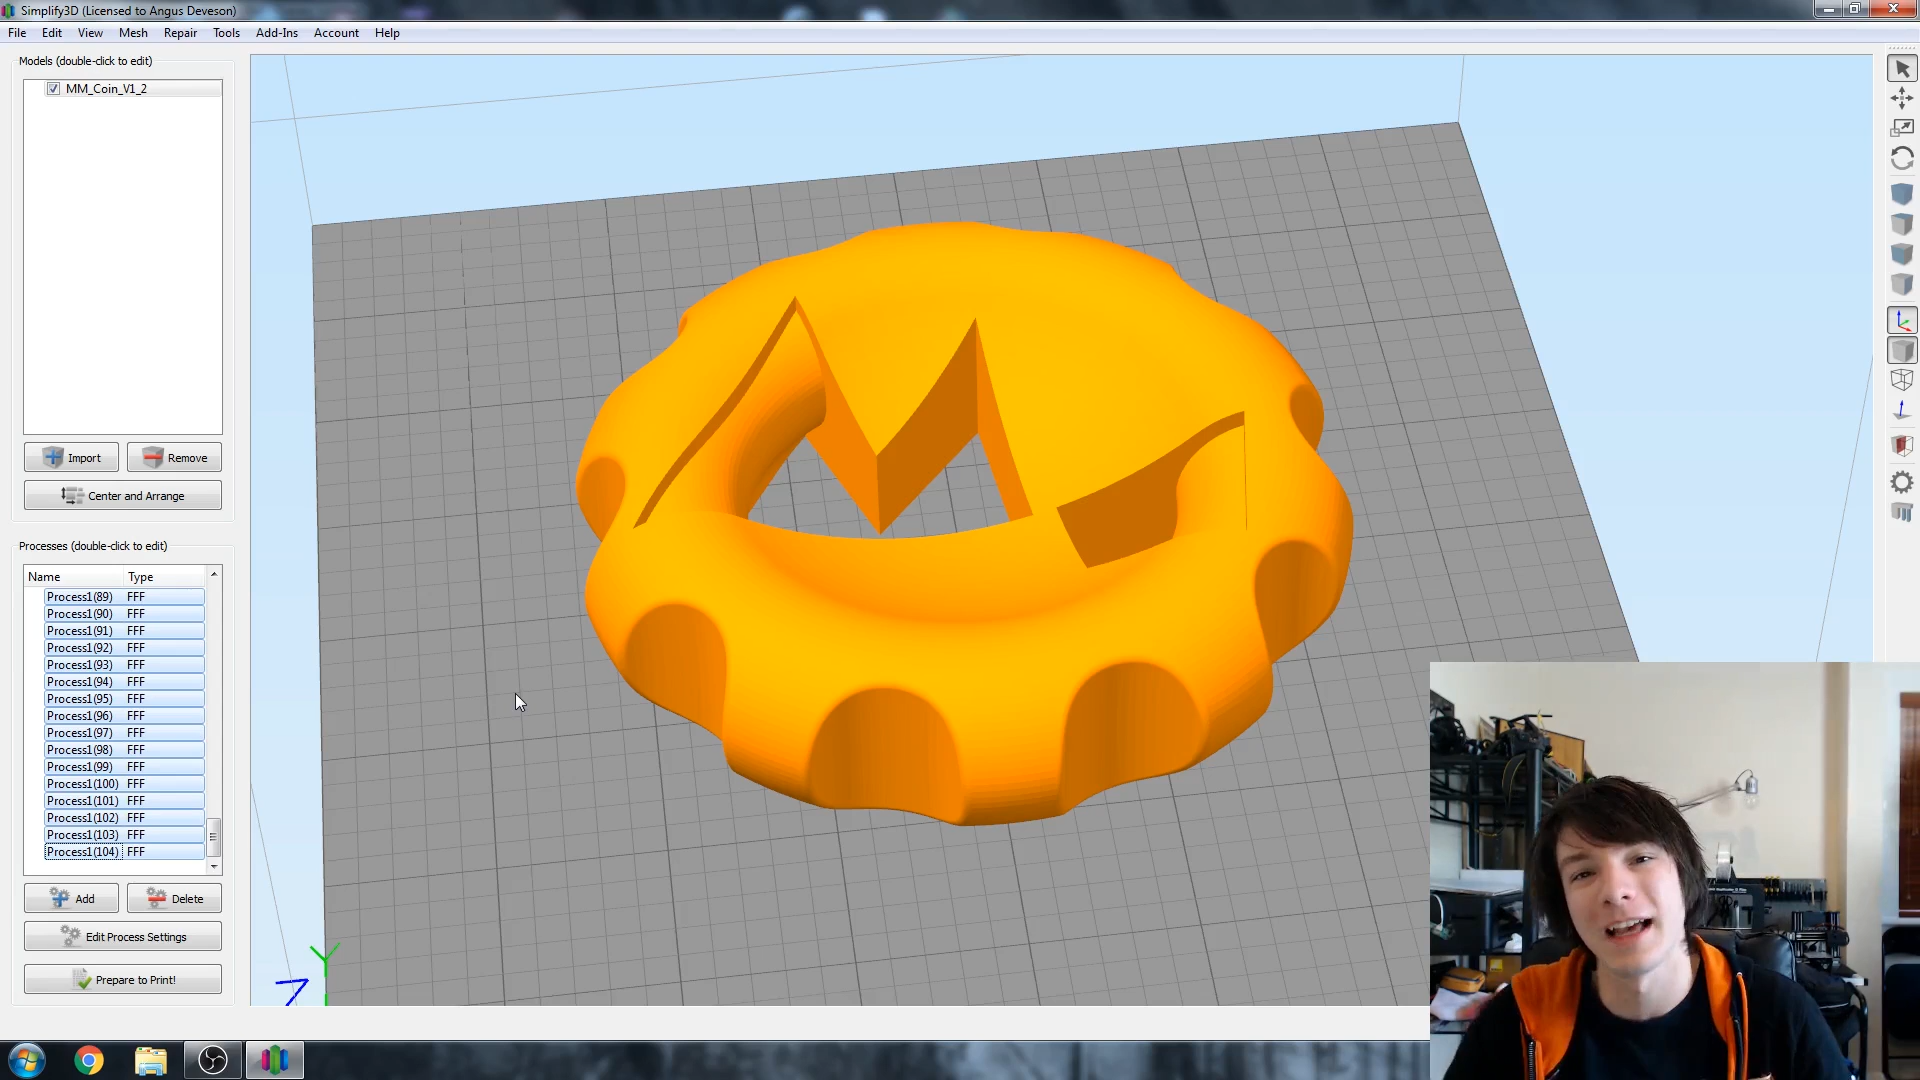 Simplify3D (Licensed to Angus Deveson)
File Edit View Mesh Repair Tools Add-Ins Account Help
Models (double-click to edit)
MM_Coin_V1_2
Import Remove
Center and Arrange
Processes (double-click to edit)
Name Type
Process1(89) FFF
Process1(90) FFF
Process1(91) FFF
Process1(92) FFF
Process1(93) FFF
Process1(94) FFF
Process1(95) FFF
Process1(96) FFF
Process1(97) FFF
Process1(98) FFF
Process1(99) FFF
Process1(100) FFF
Process1(101) FFF
Process1(102) FFF
Process1(103) FFF
Process1(104) FFF
Add Delete
Edit Process Settings
Prepare to Print!